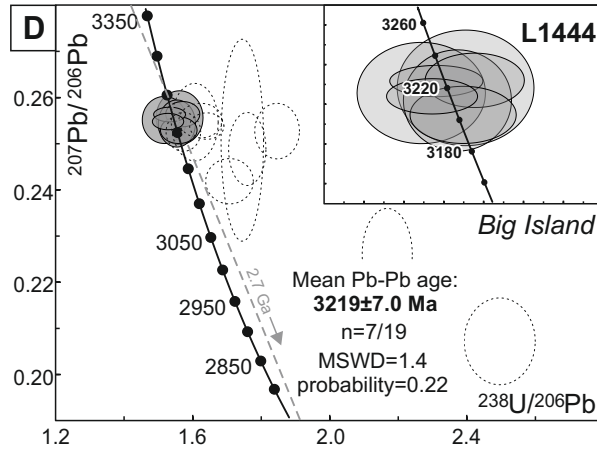 D
3350
3260
L1444
0.26
3220
²⁰⁷Pb/²⁰⁶Pb
3180
0.24
Big Island
3050
0.22
2.7 Ga
Mean Pb-Pb age:
3219±7.0 Ma
2950
n=7/19
MSWD=1.4
2850
probability=0.22
0.20
²³⁸U/²⁰⁶Pb
1.2
1.6
2.0
2.4